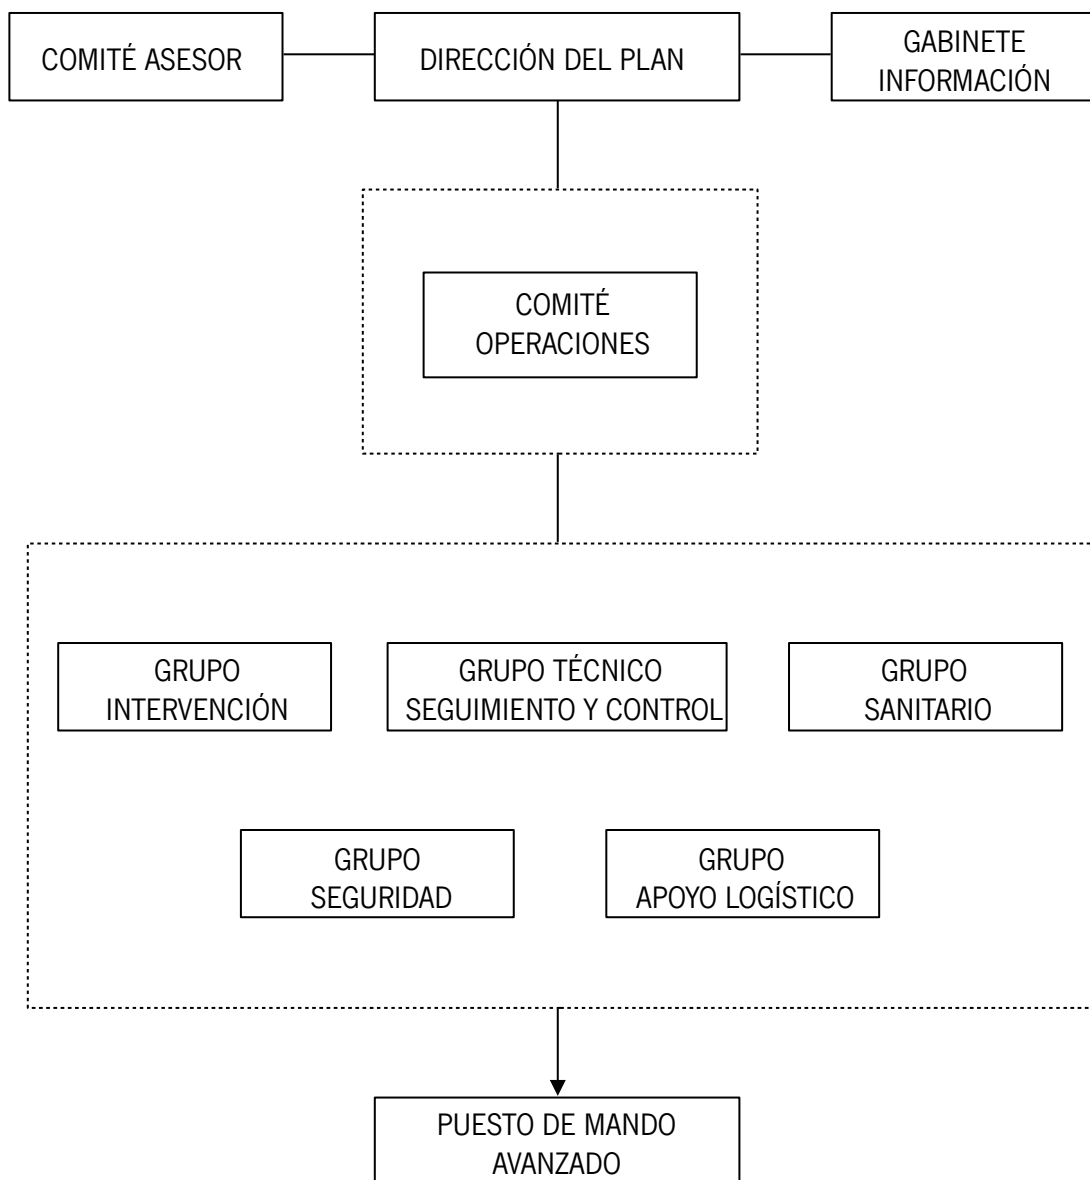 COMITÉ ASESOR
DIRECCIÓN DEL PLAN
GABINETE
INFORMACIÓN
COMITÉ
OPERACIONES
GRUPO
INTERVENCIÓN
GRUPO TÉCNICO
SEGUIMIENTO Y CONTROL
GRUPO
SANITARIO
GRUPO
SEGURIDAD
GRUPO
APOYO LOGÍSTICO
PUESTO DE MANDO
AVANZADO